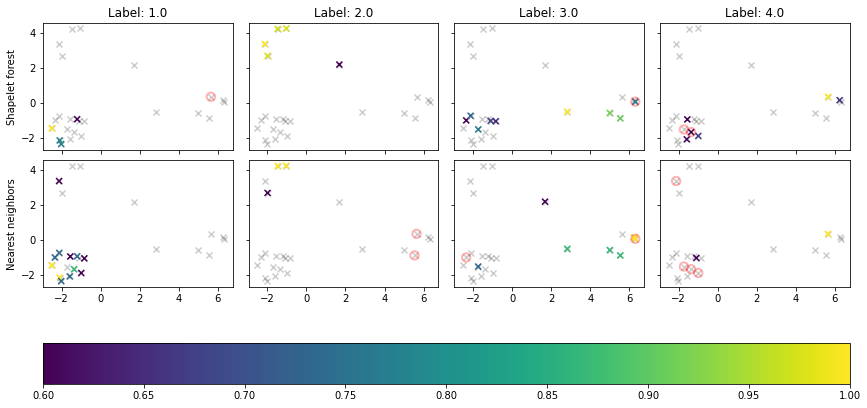 Label: 1.0 Label: 2.0 Label: 3.0 Label: 4.0
Shapelet forest
4
2
0
−2
Nearest neighbors
4
2
0
−2
−2 0 2 4 6 −2 0 2 4 6 −2 0 2 4 6 −2 0 2 4 6
0.60 0.65 0.70 0.75 0.80 0.85 0.90 0.95 1.00